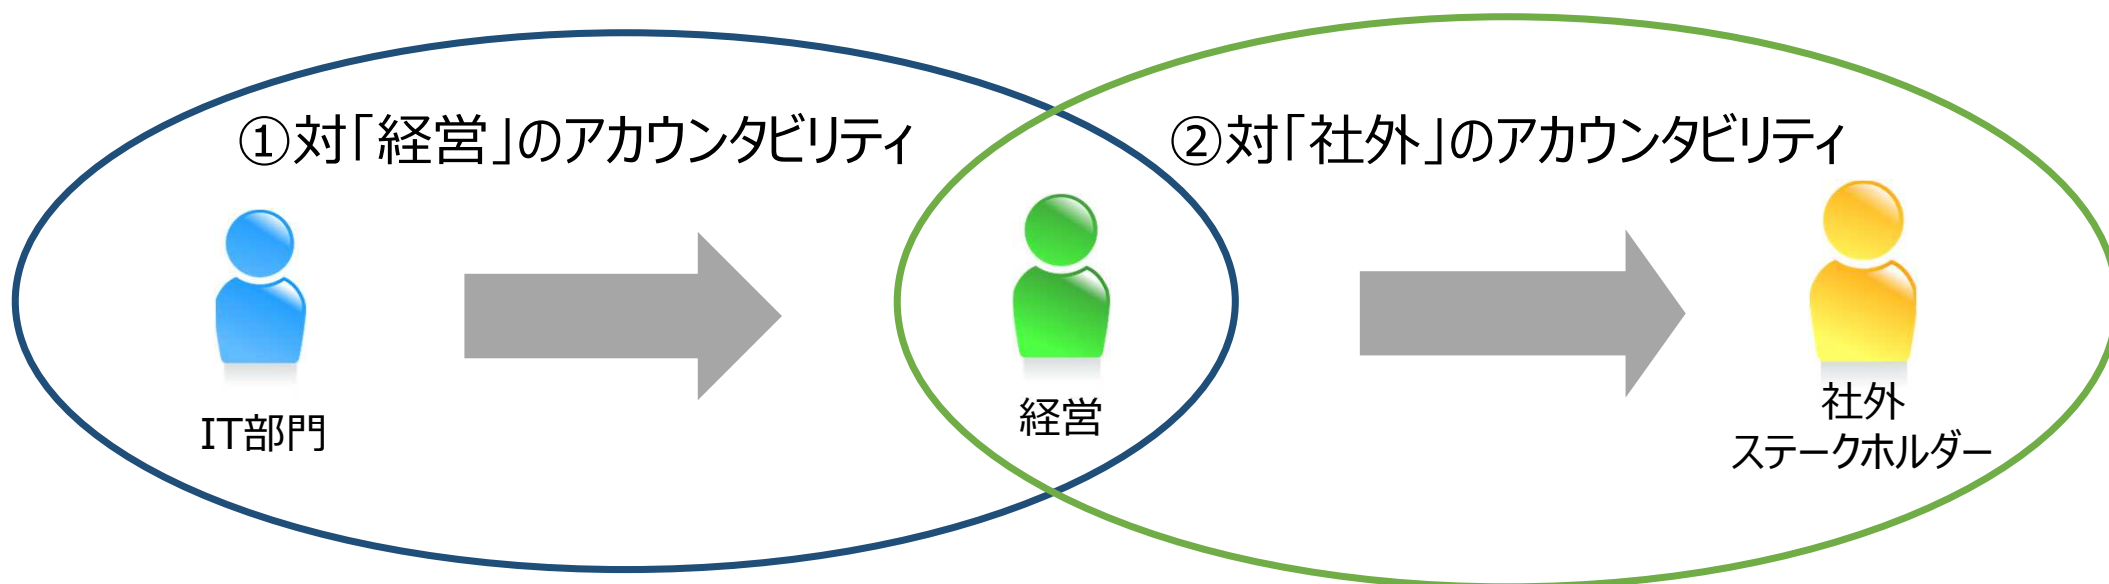 ①対「経営」のアカウンタビリティ
②対「社外」のアカウンタビリティ
IT部門
経営
社外
ステークホルダー